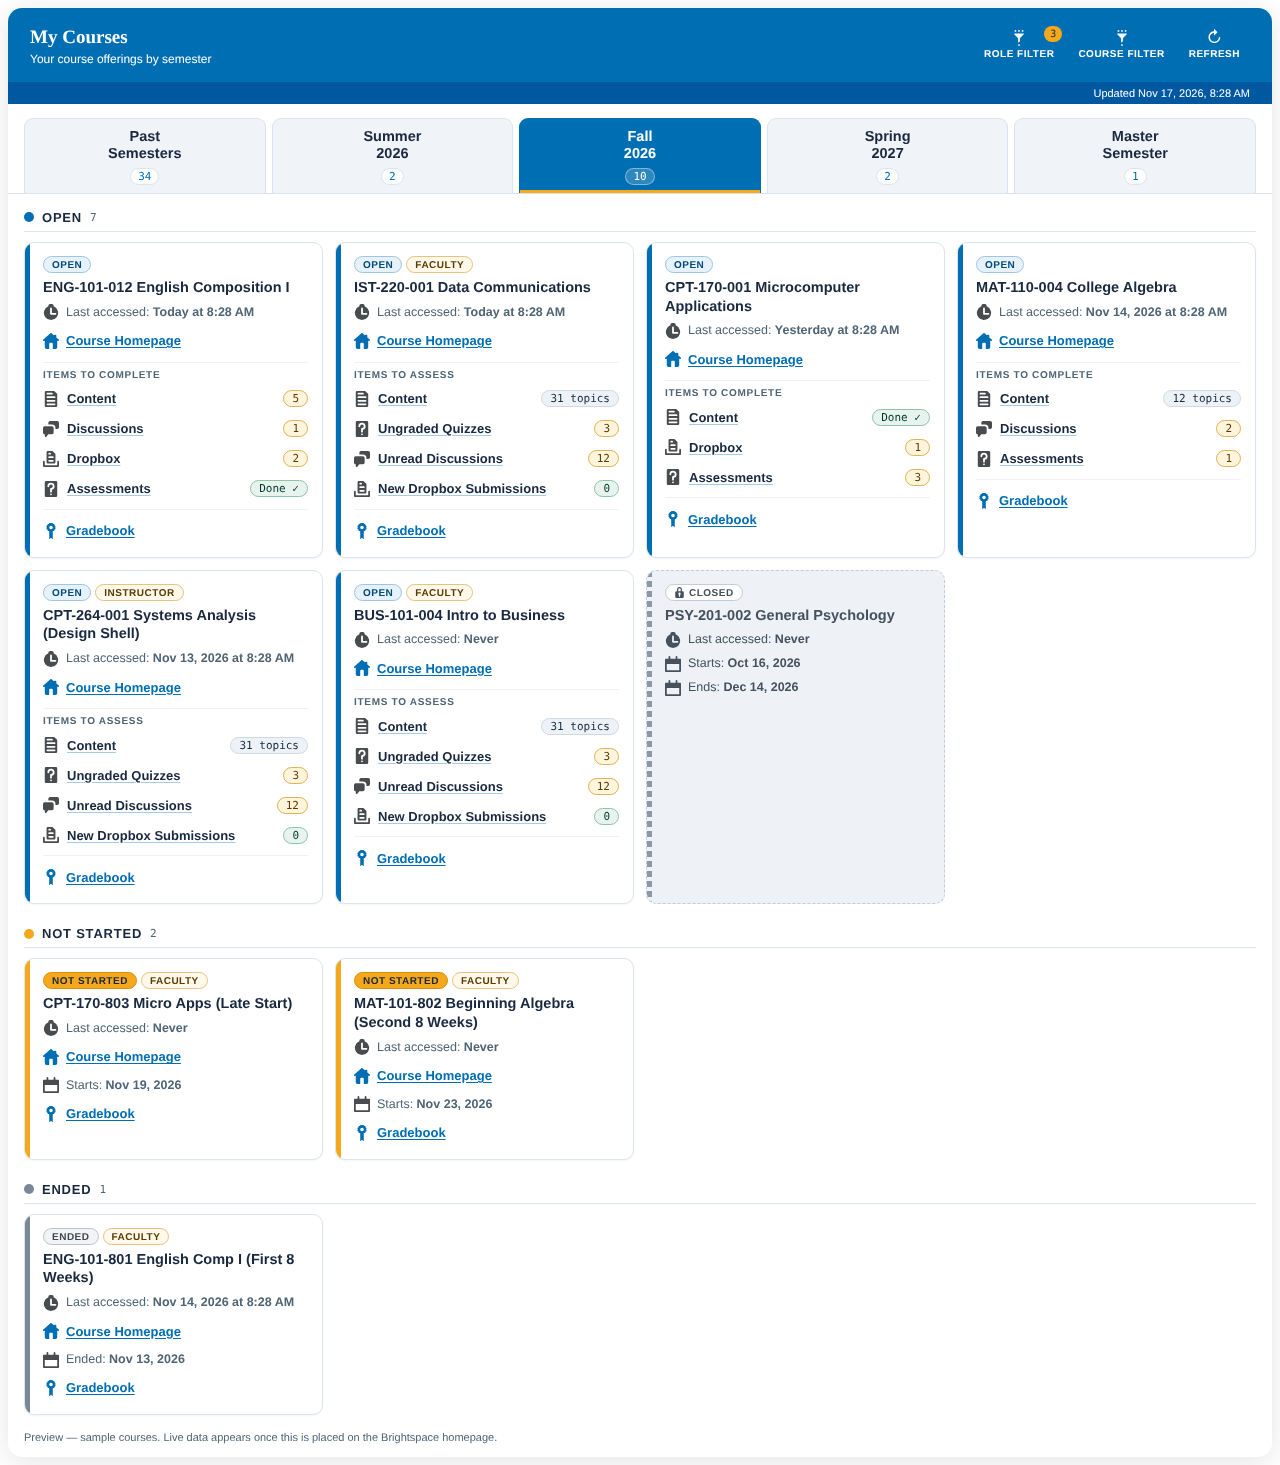 My Courses
Your course offerings by semester
3
ROLE FILTER
COURSE FILTER
REFRESH
Updated Nov 17, 2026, 8:28 AM
Past
Semesters
34
Summer
2026
2
Fall
2026
10
Spring
2027
2
Master
Semester
1
OPEN 7
OPEN
ENG-101-012 English Composition I
Last accessed: Today at 8:28 AM
Course Homepage
ITEMS TO COMPLETE
Content 5
Discussions 1
Dropbox 2
Assessments Done ✓
Gradebook
OPEN FACULTY
IST-220-001 Data Communications
Last accessed: Today at 8:28 AM
Course Homepage
ITEMS TO ASSESS
Content 31 topics
Ungraded Quizzes 3
Unread Discussions 12
New Dropbox Submissions 0
Gradebook
OPEN
CPT-170-001 Microcomputer
Applications
Last accessed: Yesterday at 8:28 AM
Course Homepage
ITEMS TO COMPLETE
Content Done ✓
Dropbox 1
Assessments 3
Gradebook
OPEN
MAT-110-004 College Algebra
Last accessed: Nov 14, 2026 at 8:28 AM
Course Homepage
ITEMS TO COMPLETE
Content 12 topics
Discussions 2
Assessments 1
Gradebook
OPEN INSTRUCTOR
CPT-264-001 Systems Analysis
(Design Shell)
Last accessed: Nov 13, 2026 at 8:28 AM
Course Homepage
ITEMS TO ASSESS
Content 31 topics
Ungraded Quizzes 3
Unread Discussions 12
New Dropbox Submissions 0
Gradebook
OPEN FACULTY
BUS-101-004 Intro to Business
Last accessed: Never
Course Homepage
ITEMS TO ASSESS
Content 31 topics
Ungraded Quizzes 3
Unread Discussions 12
New Dropbox Submissions 0
Gradebook
CLOSED
PSY-201-002 General Psychology
Last accessed: Never
Starts: Oct 16, 2026
Ends: Dec 14, 2026
NOT STARTED 2
NOT STARTED FACULTY
CPT-170-803 Micro Apps (Late Start)
Last accessed: Never
Course Homepage
Starts: Nov 19, 2026
Gradebook
NOT STARTED FACULTY
MAT-101-802 Beginning Algebra
(Second 8 Weeks)
Last accessed: Never
Course Homepage
Starts: Nov 23, 2026
Gradebook
ENDED 1
ENDED FACULTY
ENG-101-801 English Comp I (First 8
Weeks)
Last accessed: Nov 14, 2026 at 8:28 AM
Course Homepage
Ended: Nov 13, 2026
Gradebook
Preview — sample courses. Live data appears once this is placed on the Brightspace homepage.